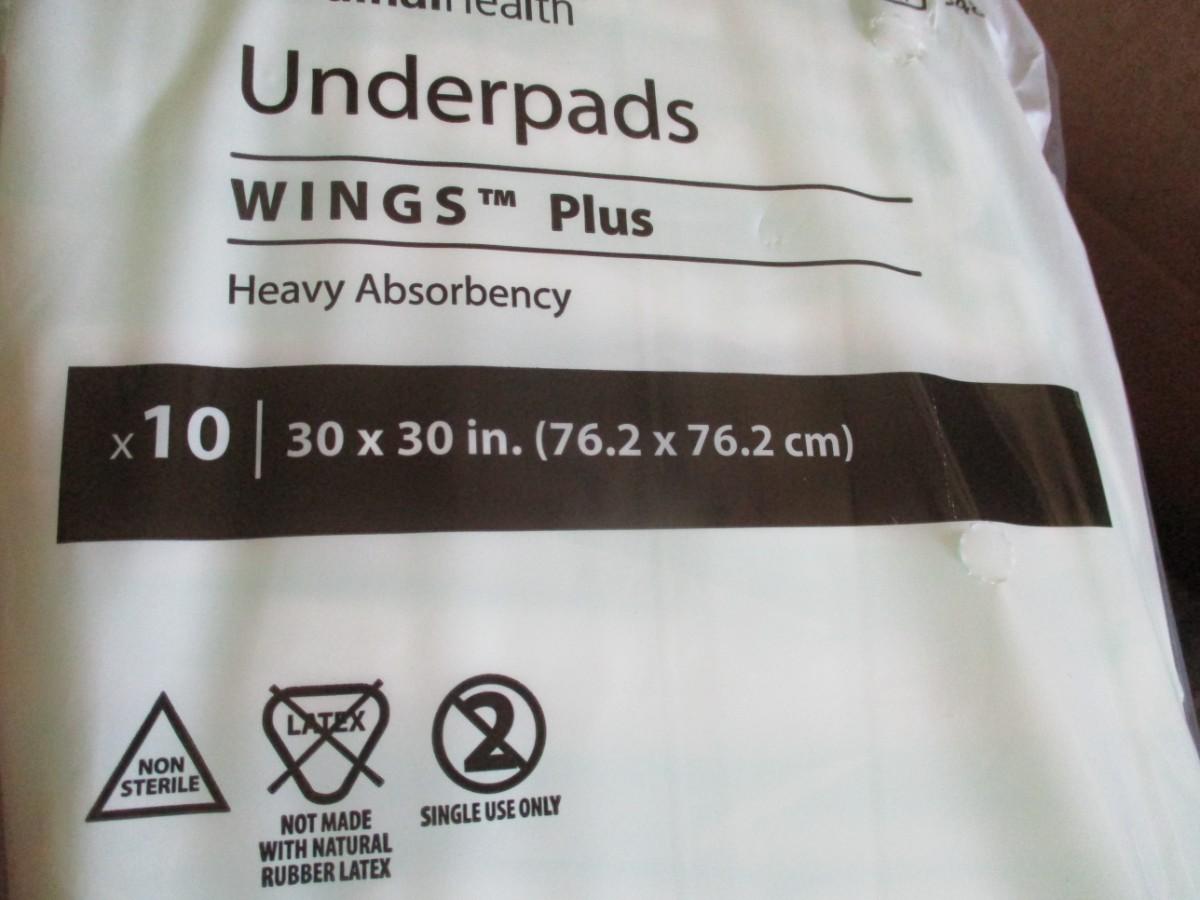 Health
Underpads
WINGS™ Plus
Heavy Absorbency
x10 | 30 x 30 in. (76.2 x 76.2 cm)
NON
STERILE
LATEX
NOT MADE
WITH NATURAL
RUBBER LATEX
2
SINGLE USE ONLY